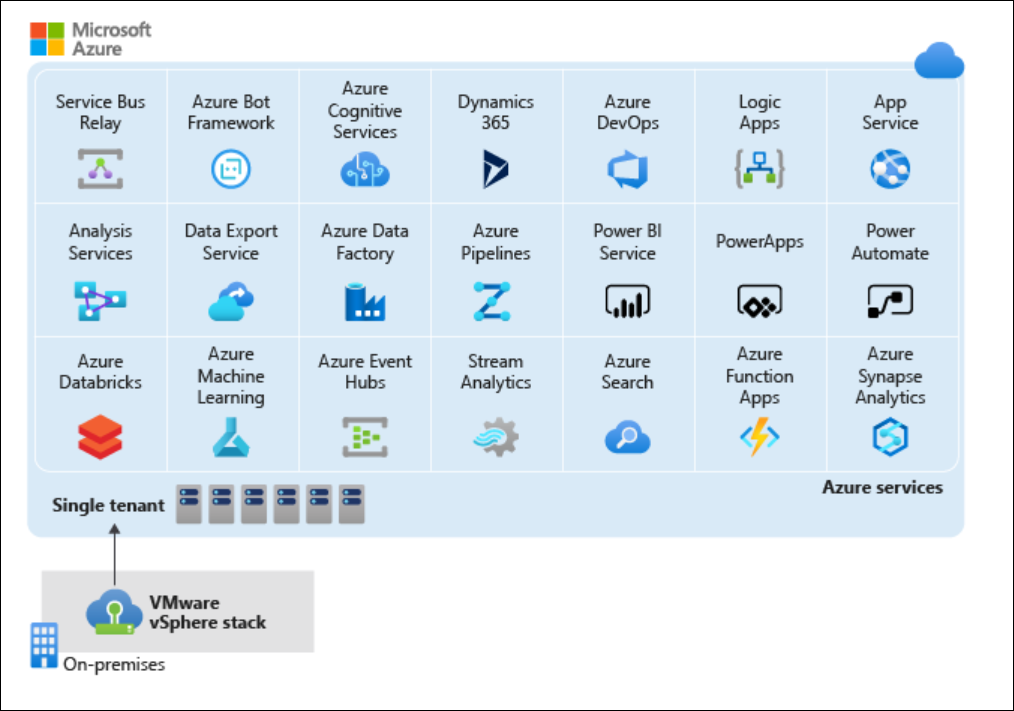 Microsoft
Azure
Service Bus
Relay
Azure Bot
Framework
Azure
Cognitive
Services
Dynamics
365
Azure
DevOps
Logic
Apps
App
Service
Analysis
Services
Data Export
Service
Azure Data
Factory
Azure
Pipelines
Power BI
Service
PowerApps
Power
Automate
Azure
Databricks
Azure
Machine
Learning
Azure Event
Hubs
Stream
Analytics
Azure
Search
Azure
Function
Apps
Azure
Synapse
Analytics
Azure services
Single tenant
VMware
vSphere stack
On-premises